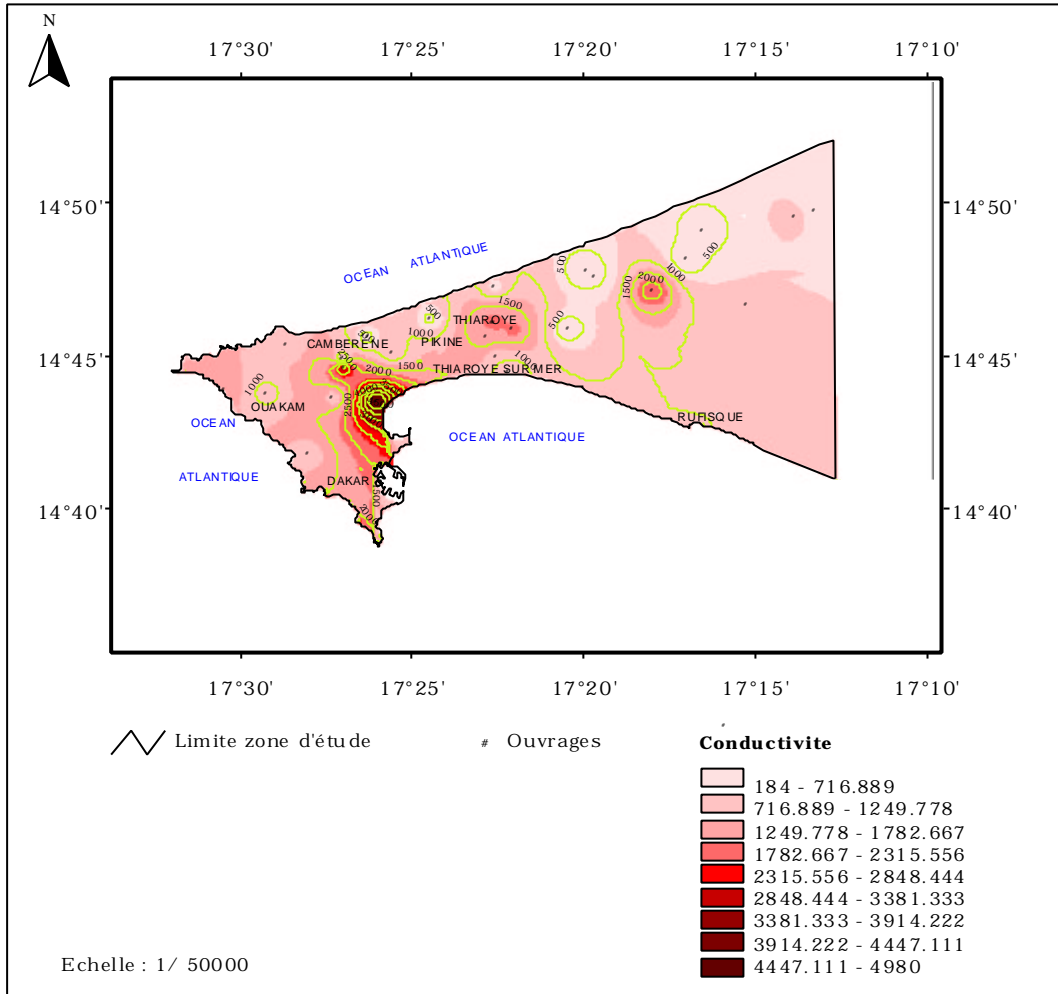 N
17°30' 17°25' 17°20' 17°15' 17°10'
14°50' 14°50'
OCEAN ATLANTIQUE
500
500
1000
2000
1500
1500
500
THIAROYE
500
500
CAMBERENE
1000
PIKINE
14°45' 14°45'
2500
2000
1500
1000
THIAROYE SUR MER
1000
OUAKAM
2500
RUFISQUE
OCEAN
OCEAN ATLANTIQUE
ATLANTIQUE
DAKAR
1500
2000
14°40' 14°40'
17°30' 17°25' 17°20' 17°15' 17°10'
Limite zone d'étude
# Ouvrages
Conductivite
184 - 716.889
716.889 - 1249.778
1249.778 - 1782.667
1782.667 - 2315.556
2315.556 - 2848.444
2848.444 - 3381.333
3381.333 - 3914.222
3914.222 - 4447.111
4447.111 - 4980
Echelle : 1/ 50000